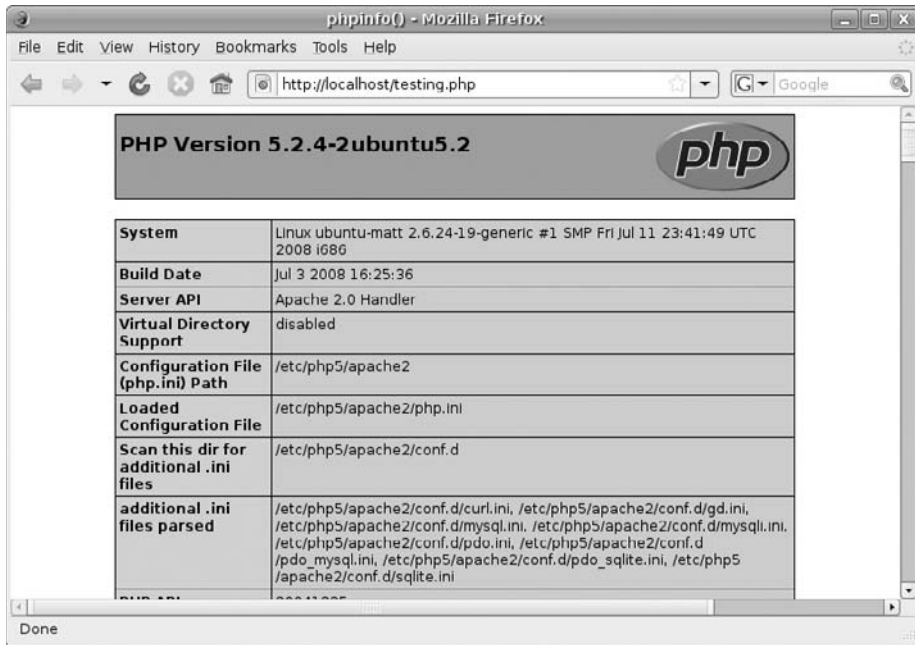 phpinfo() - Mozilla Firefox
File Edit View History Bookmarks Tools Help
http://localhost/testing.php
G Google
PHP Version 5.2.4-2ubuntu5.2
php
System
Linux ubuntu-matt 2.6.24-19-generic #1 SMP Fri Jul 11 23:41:49 UTC
2008 i686
Build Date
Jul 3 2008 16:25:36
Server API
Apache 2.0 Handler
Virtual Directory
Support
disabled
Configuration File
(php.ini) Path
/etc/php5/apache2
Loaded
Configuration File
/etc/php5/apache2/php.ini
Scan this dir for
additional .ini
files
/etc/php5/apache2/conf.d
additional .ini
files parsed
/etc/php5/apache2/conf.d/curl.ini, /etc/php5/apache2/conf.d/gd.ini,
/etc/php5/apache2/conf.d/mysql.ini, /etc/php5/apache2/conf.d/mysqli.ini,
/etc/php5/apache2/conf.d/pdo.ini, /etc/php5/apache2/conf.d
/pdo_mysql.ini, /etc/php5/apache2/conf.d/pdo_sqlite.ini, /etc/php5
/apache2/conf.d/sqlite.ini
PHP API
Done